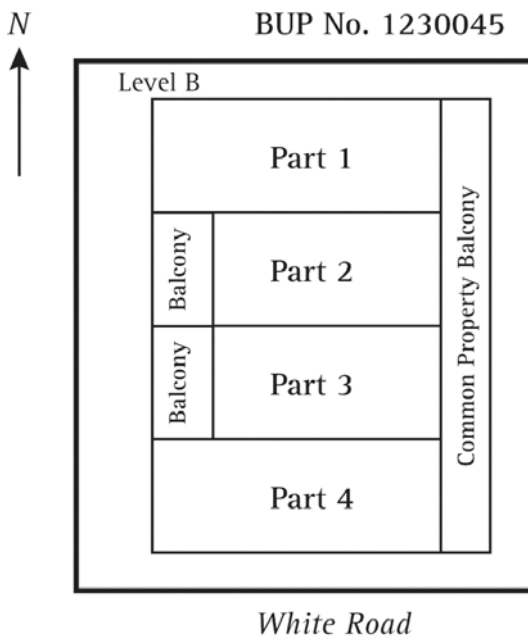 N
BUP No. 1230045
Level B
Part 1
Balcony
Part 2
Balcony
Part 3
Common Property Balcony
Part 4
White Road